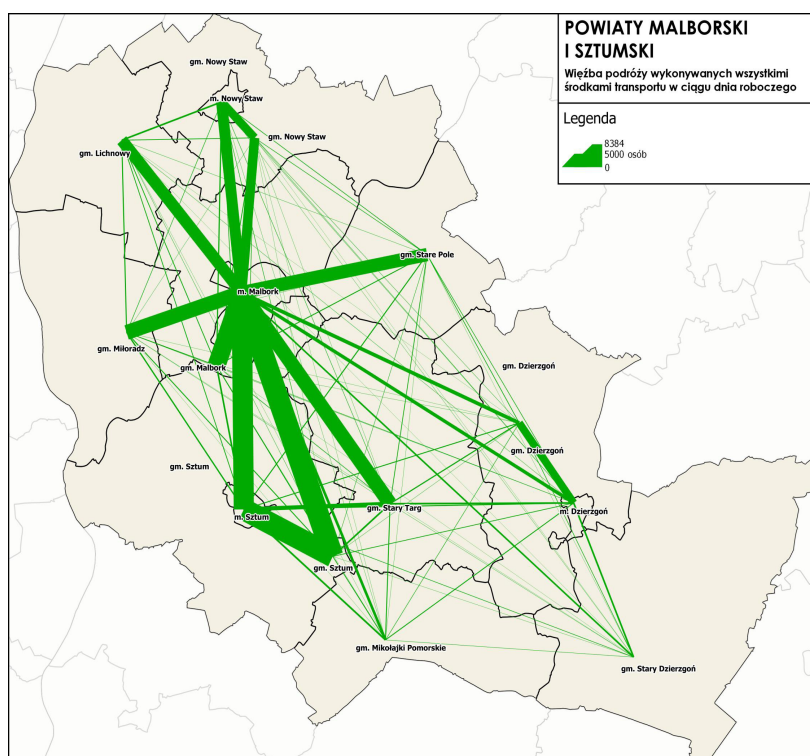 POWIATY MALBORSKI
I SZTUMSKI
Więźba podróży wykonywanych wszystkimi
środkami transportu w ciągu dnia roboczego
Legenda
8384
5000 osób
0
gm. Nowy Staw
m. Nowy Staw
gm. Nowy Staw
gm. Lichnowy
gm. Stare Pole
m. Malbork
gm. Miłoradz
gm. Malbork
gm. Dzierzgoń
gm. Dzierzgoń
gm. Sztum
gm. Stary Targ
m. Dzierzgoń
m. Sztum
gm. Sztum
gm. Mikołajki Pomorskie
gm. Stary Dzierzgoń